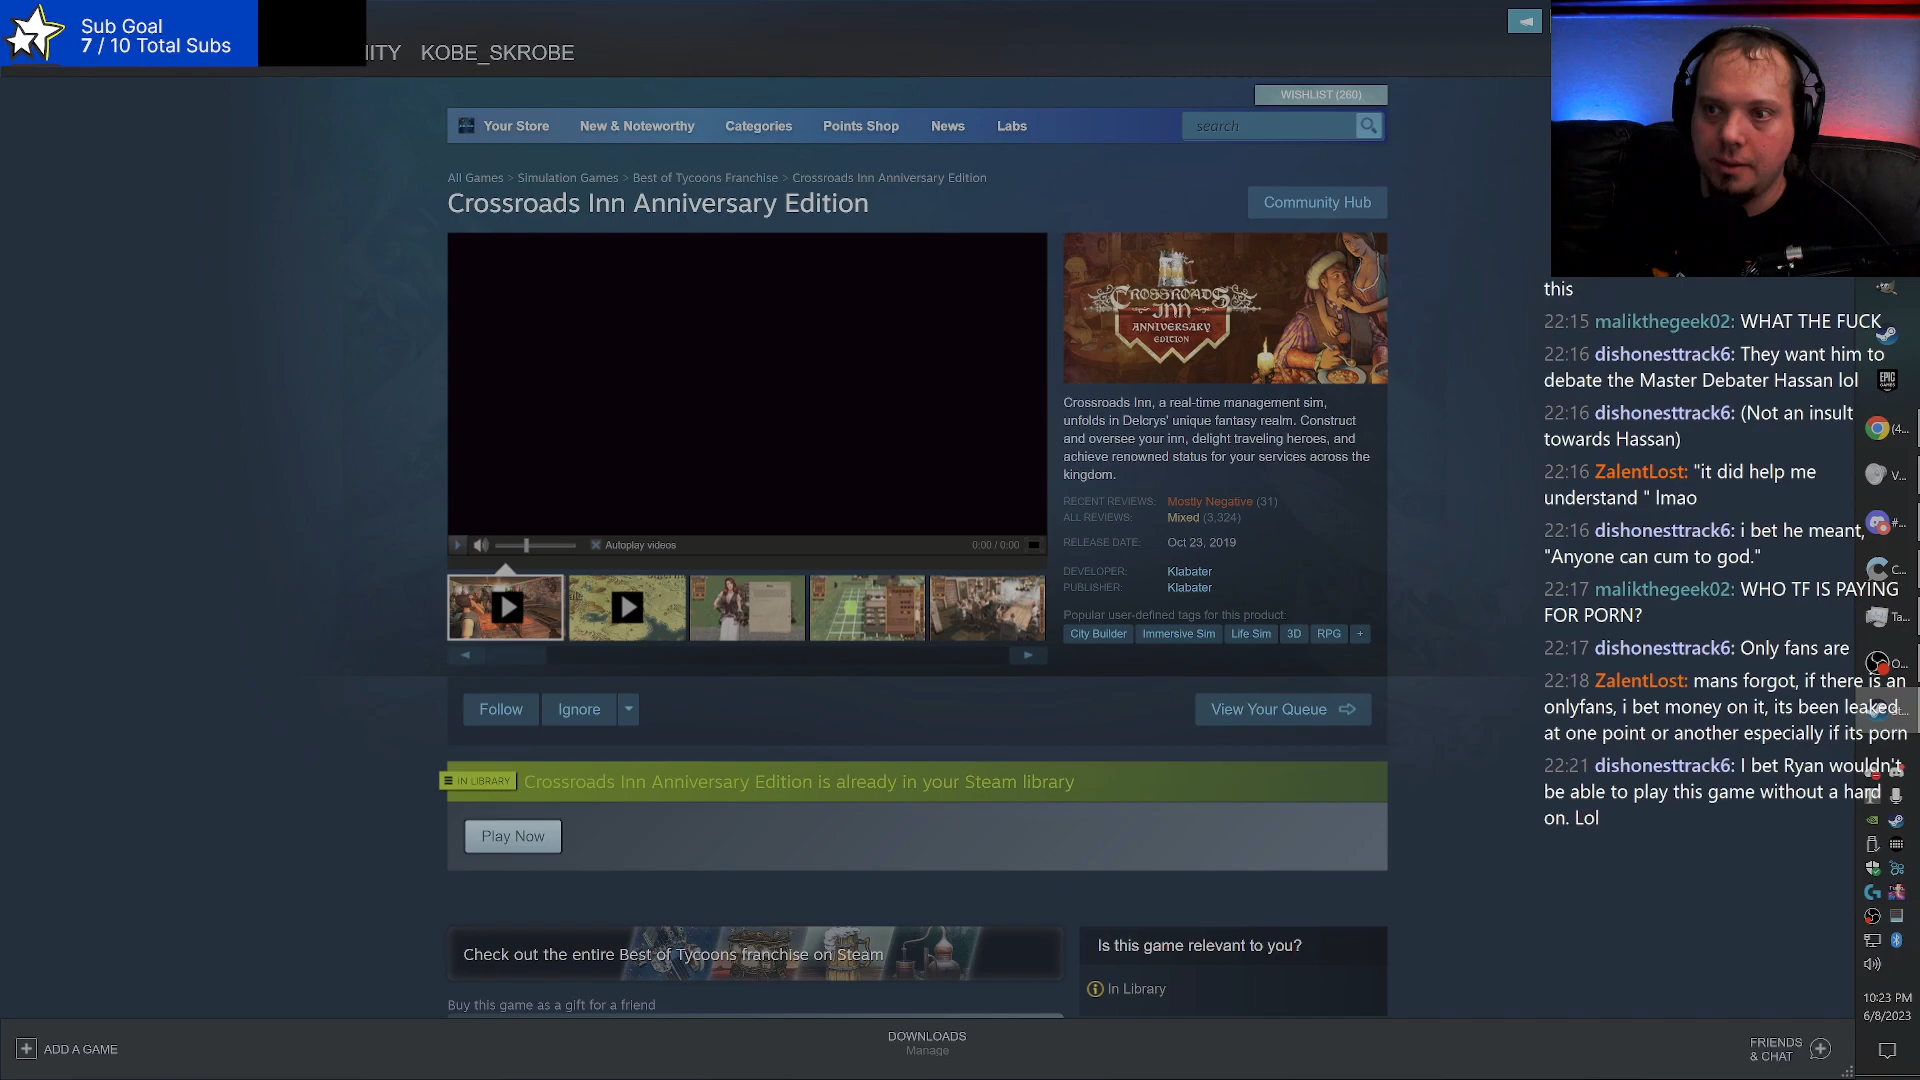 Sub Goal
7 / 10 Total Subs
ITY KOBE_SKROBE
WISHLIST (260)
Your Store New & Noteworthy Categories Points Shop News Labs
search
All Games > Simulation Games > Best of Tycoons Franchise > Crossroads Inn Anniversary Edition
Crossroads Inn Anniversary Edition
Community Hub
CROSSROADS
INN
ANNIVERSARY
EDITION
Crossroads Inn, a real-time management sim,
unfolds in Delcrys' unique fantasy realm. Construct
and oversee your inn, delight traveling heroes, and
achieve renowned status for your services across the
kingdom.
RECENT REVIEWS: Mostly Negative (31)
ALL REVIEWS: Mixed (3,324)
RELEASE DATE: Oct 23, 2019
DEVELOPER: Klabater
PUBLISHER: Klabater
Popular user-defined tags for this product:
City Builder Immersive Sim Life Sim 3D RPG +
Autoplay videos 0:00 / 0:00
Follow Ignore View Your Queue
IN LIBRARY Crossroads Inn Anniversary Edition is already in your Steam library
Play Now
Check out the entire Best of Tycoons franchise on Steam
Is this game relevant to you?
In Library
Buy this game as a gift for a friend
ADD A GAME
DOWNLOADS
Manage
FRIENDS
& CHAT
this
22:15 malikthegeek02: WHAT THE FUCK
22:16 dishonesttrack6: They want him to
debate the Master Debater Hassan lol
22:16 dishonesttrack6: (Not an insult
towards Hassan)
22:16 ZalentLost: "it did help me
understand " lmao
22:16 dishonesttrack6: i bet he meant,
"Anyone can cum to god."
22:17 malikthegeek02: WHO TF IS PAYING
FOR PORN?
22:17 dishonesttrack6: Only fans are
22:18 ZalentLost: mans forgot, if there is an
onlyfans, i bet money on it, its been leaked
at one point or another especially if its porn
22:21 dishonesttrack6: I bet Ryan wouldn't
be able to play this game without a hard
on. Lol
EPIC
GAMES
(4...
V...
#...
C...
Ta...
O...
10:23 PM
6/8/2023